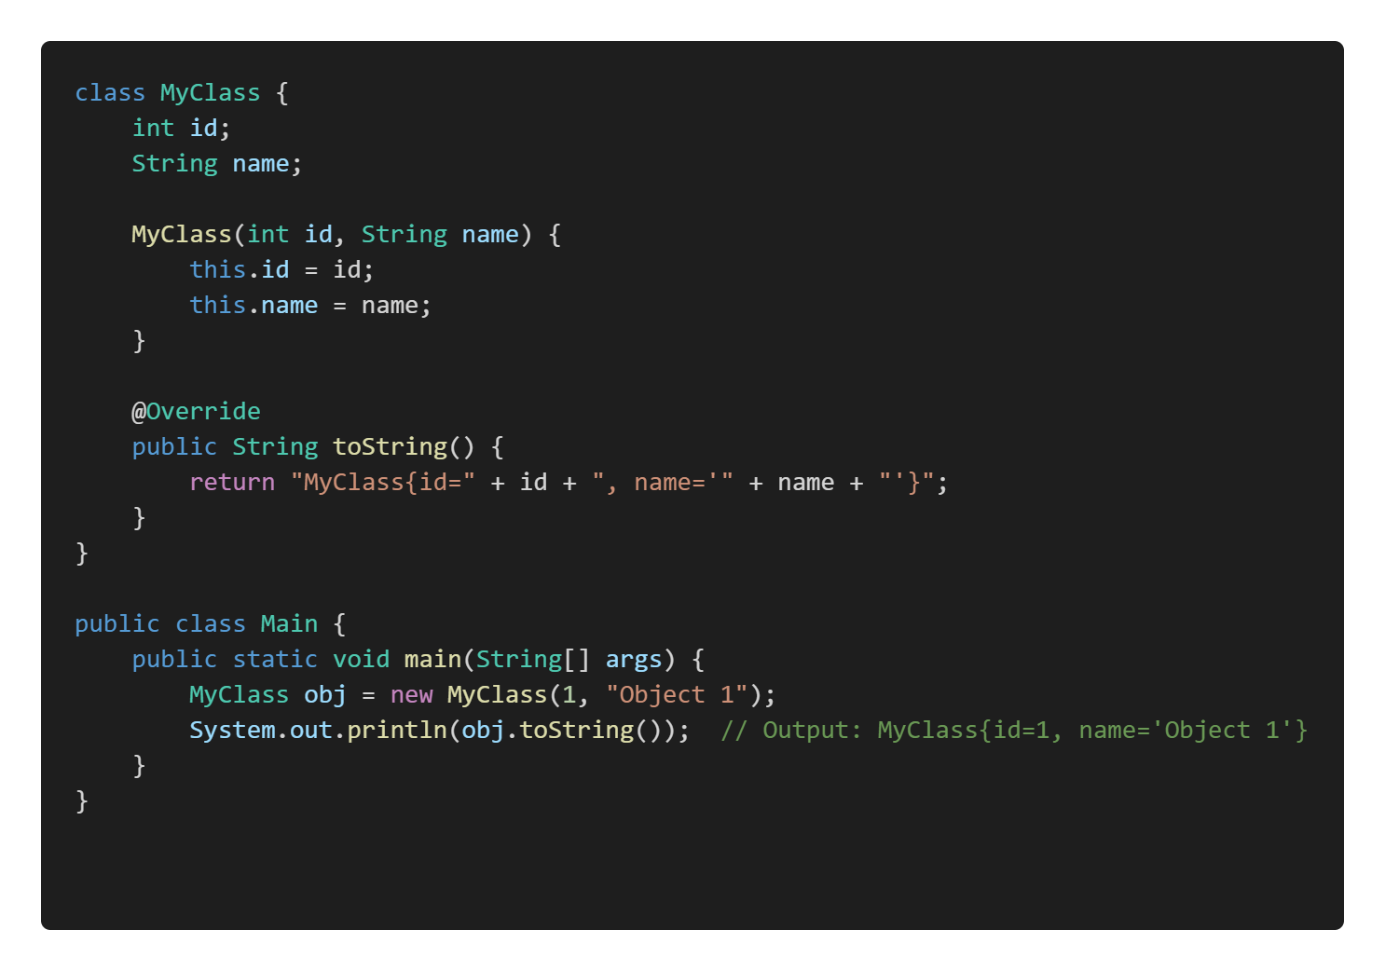 class MyClass {
    int id;
    String name;

    MyClass(int id, String name) {
        this.id = id;
        this.name = name;
    }

    @Override
    public String toString() {
        return "MyClass{id=" + id + ", name='" + name + "'}";
    }
}

public class Main {
    public static void main(String[] args) {
        MyClass obj = new MyClass(1, "Object 1");
        System.out.println(obj.toString());  // Output: MyClass{id=1, name='Object 1'}
    }
}